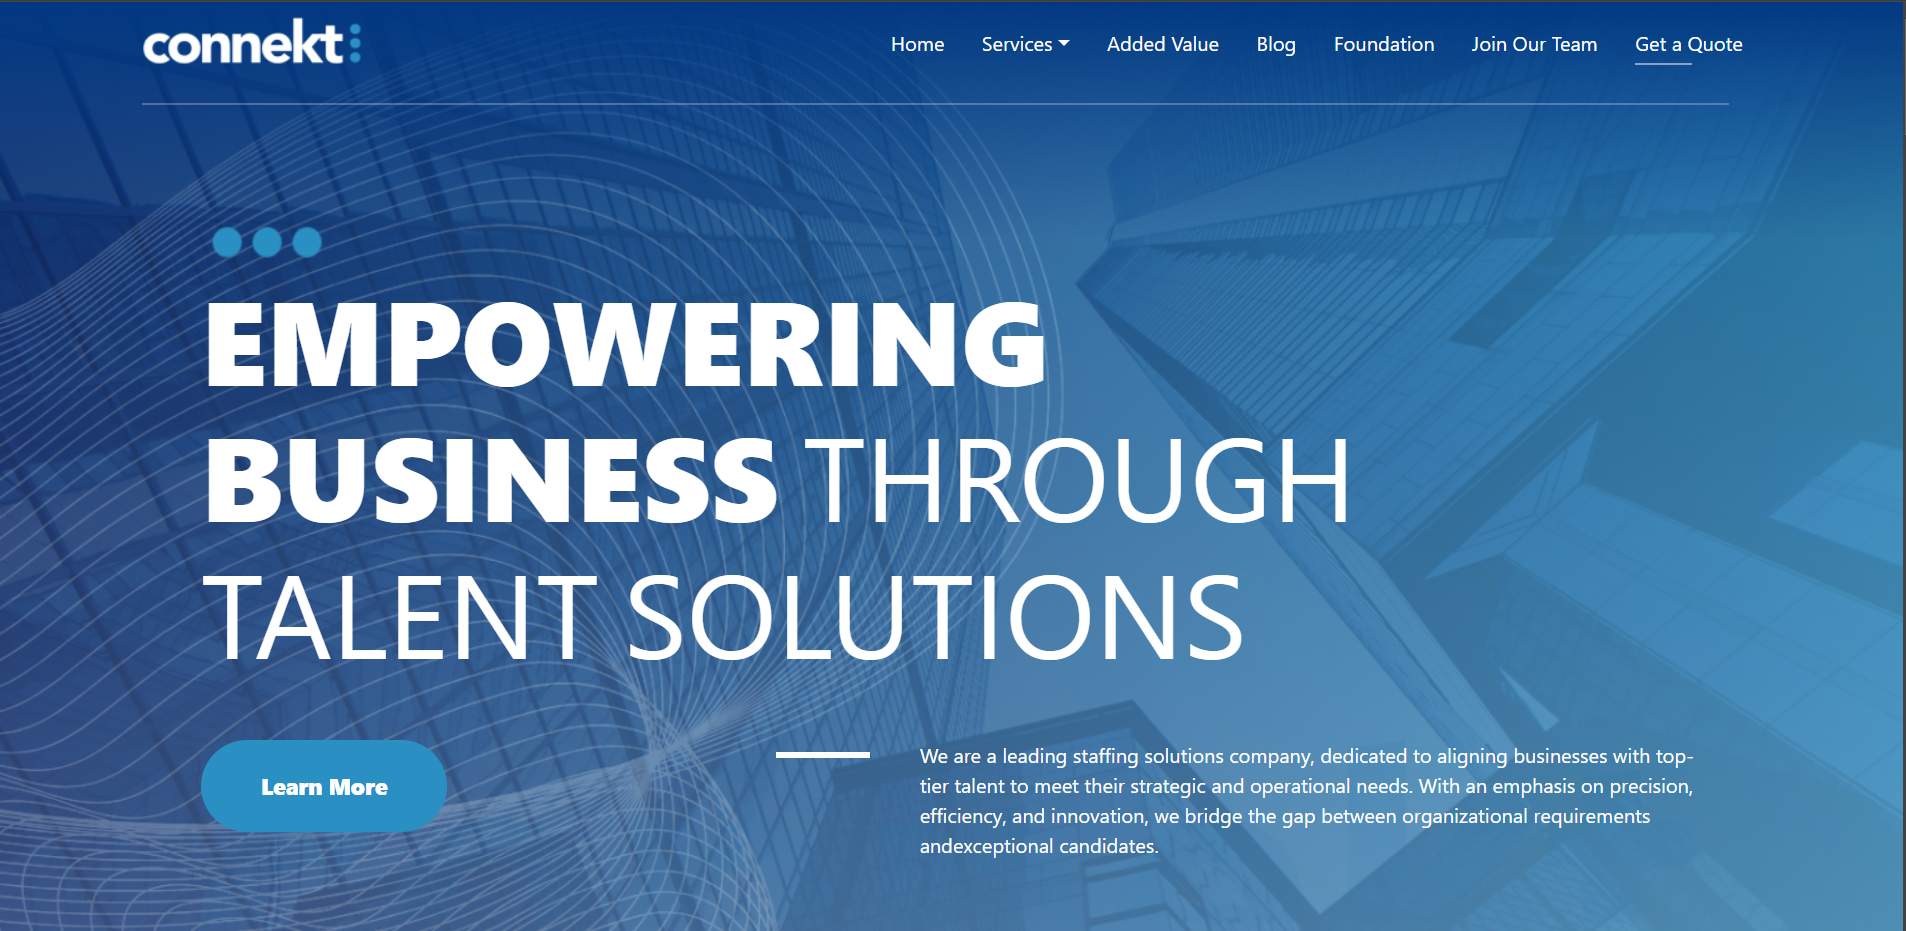 connekt
Home Services Added Value Blog Foundation Join Our Team Get a Quote
EMPOWERING
BUSINESS THROUGH
TALENT SOLUTIONS
Learn More
We are a leading staffing solutions company, dedicated to aligning businesses with top-
tier talent to meet their strategic and operational needs. With an emphasis on precision,
efficiency, and innovation, we bridge the gap between organizational requirements
andexceptional candidates.